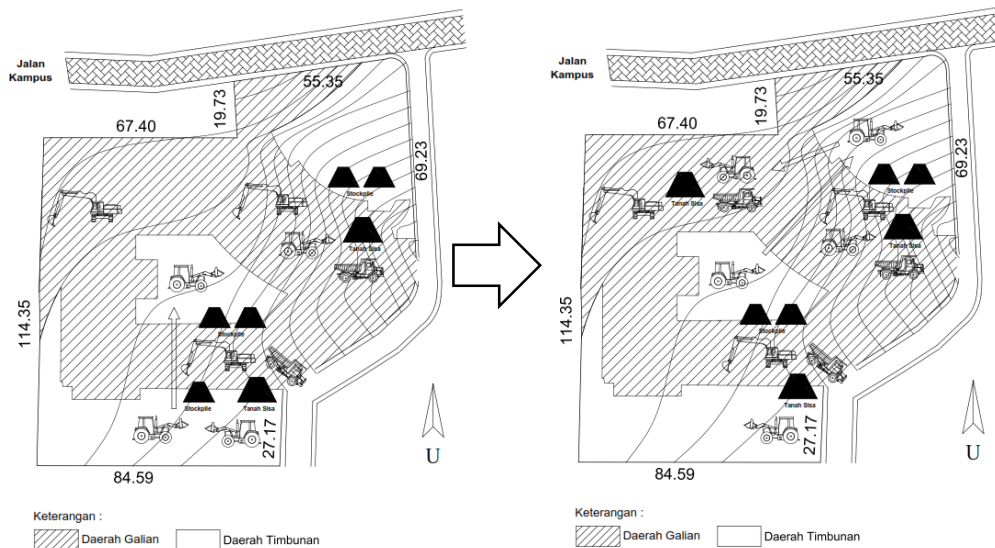 Jalan
Kampus
55.35
19.73
67.40
69.23
Stockpile
Tanah Sisa
114.35
Stockpile
Stockpile
Tanah Sisa
27.17
84.59
U
Keterangan :
Daerah Galian
Daerah Timbunan
Jalan
Kampus
55.35
19.73
67.40
69.23
Stockpile
Tanah Sisa
Tanah Sisa
114.35
Stockpile
Tanah Sisa
27.17
84.59
U
Keterangan :
Daerah Galian
Daerah Timbunan